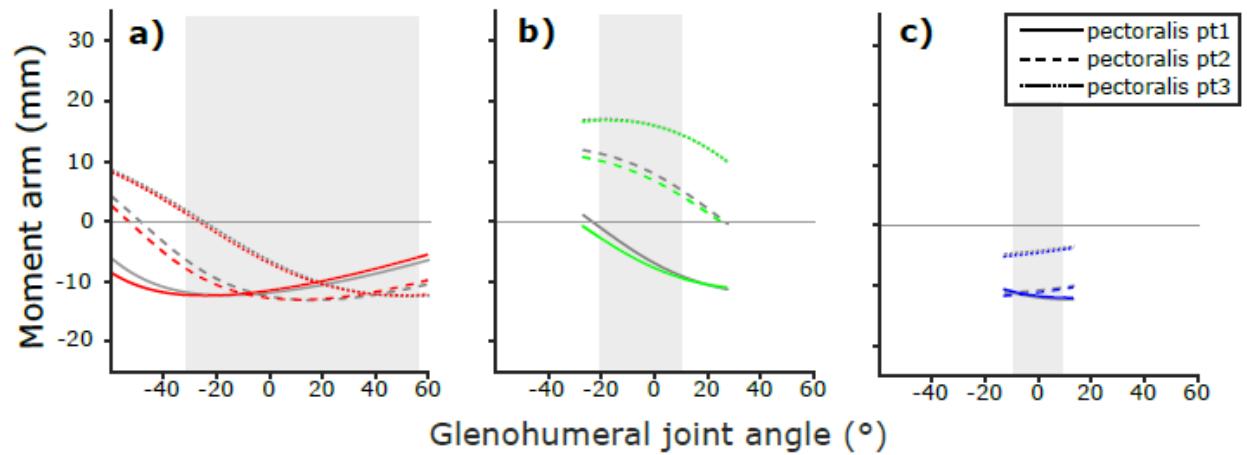 a)
b)
c)
pectoralis pt1
pectoralis pt2
pectoralis pt3
Moment arm (mm)
30
20
10
0
-10
-20
-40 -20 0 20 40 60
-40 -20 0 20 40 60
-40 -20 0 20 40 60
Glenohumeral joint angle (°)